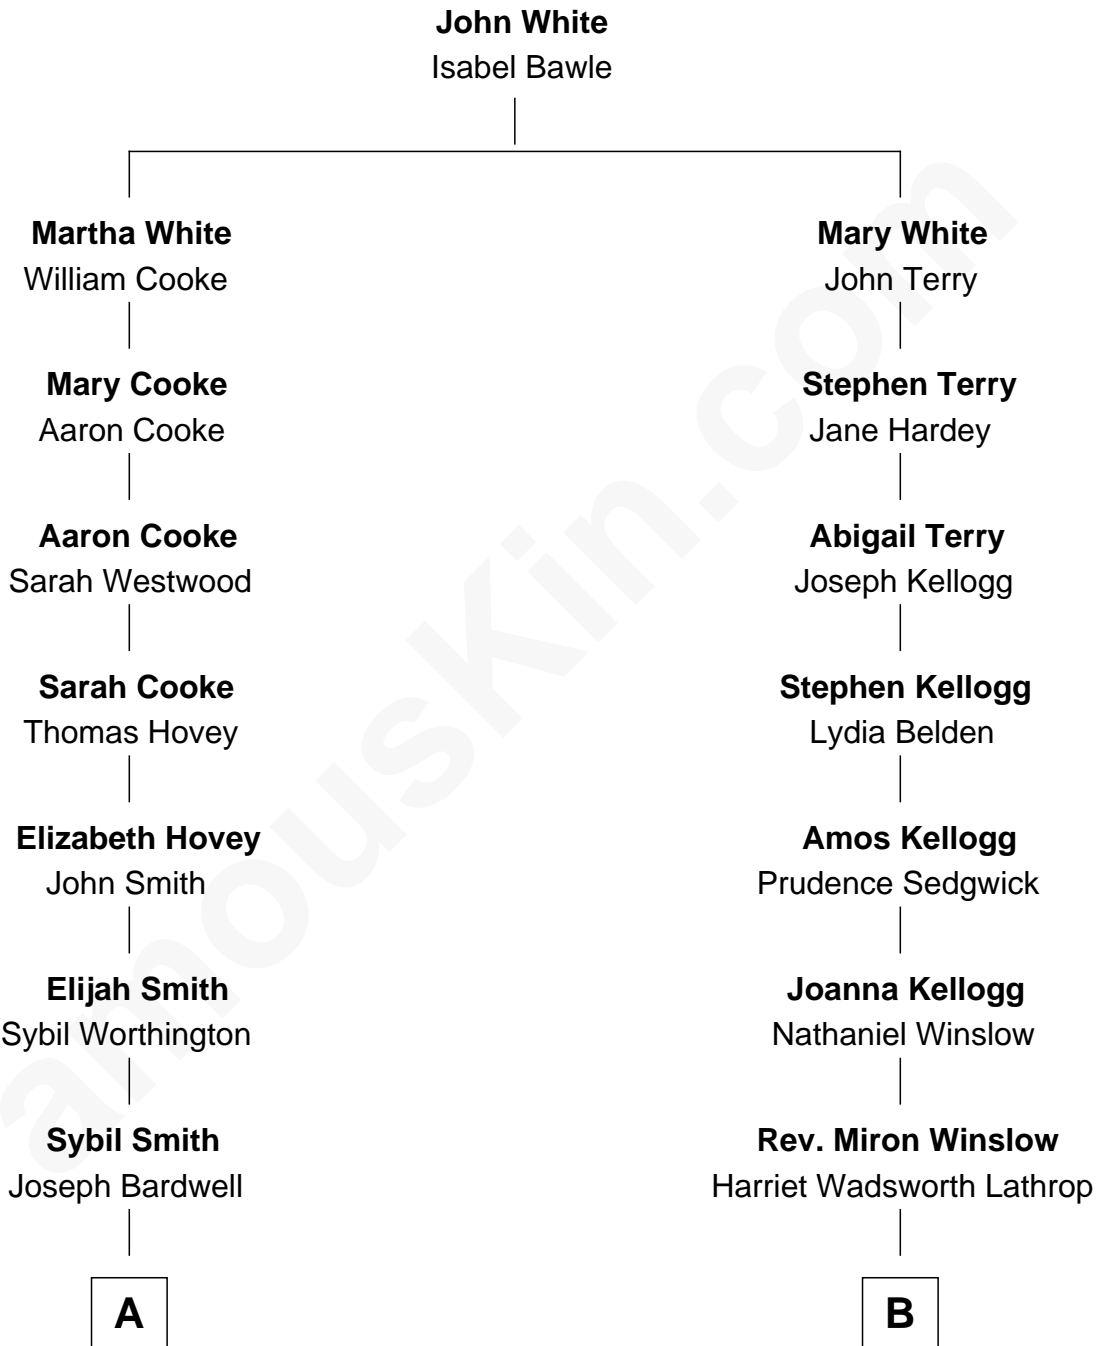 John White
Isabel Bawle
Martha White
William Cooke
Mary White
John Terry
Mary Cooke
Aaron Cooke
Stephen Terry
Jane Hardey
Aaron Cooke
Sarah Westwood
Abigail Terry
Joseph Kellogg
Sarah Cooke
Thomas Hovey
Stephen Kellogg
Lydia Belden
Elizabeth Hovey
John Smith
Amos Kellogg
Prudence Sedgwick
Elijah Smith
Sybil Worthington
Joanna Kellogg
Nathaniel Winslow
Sybil Smith
Joseph Bardwell
Rev. Miron Winslow
Harriet Wadsworth Lathrop
A
B
amousKin.com